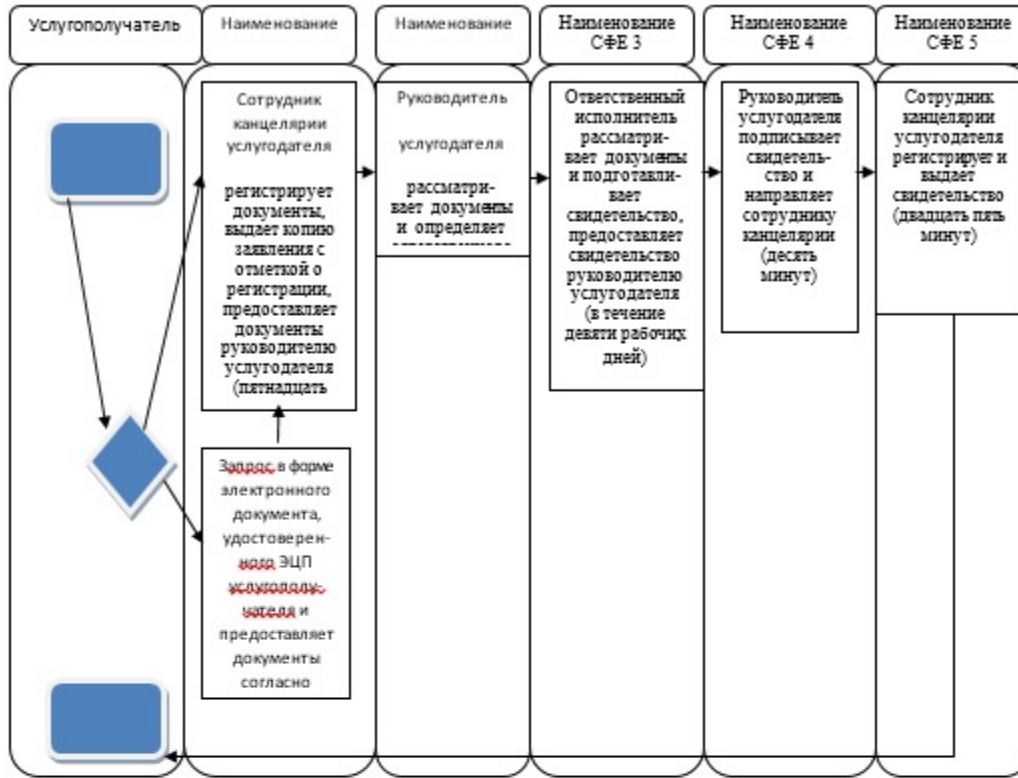 Услугополучатель
Наименование
Наименование
Наименование
СФЕ 3
Наименование
СФЕ 4
Наименование
СФЕ 5
Сотрудник
канцелярии
услугодателя
регистрирует
документы,
выдает копию
заявления с
отметкой о
регистрации,
предоставляет
документы
руководителю
услугодателя
(пятнадцать
Запрос в форме
электронного
документа,
удостоверен-
ного ЭЦП
услугополу-
чателя и
предоставляет
документы
согласно
Руководитель
услугодателя
рассматри-
вает документы
и определяет
Ответственный
исполнитель
рассматри-
вает документы
и подготавли-
вает
свидетельство,
предоставляет
свидетельство
руководителю
услугодателя
(в течение
девяти рабочих
дней)
Руководитель
услугодателя
подписывает
свидетель-
ство и
направляет
сотруднику
канцелярии
(десять
минут)
Сотрудник
канцелярии
услугодателя
регистрирует и
выдает
свидетельство
(двадцать пять
минут)